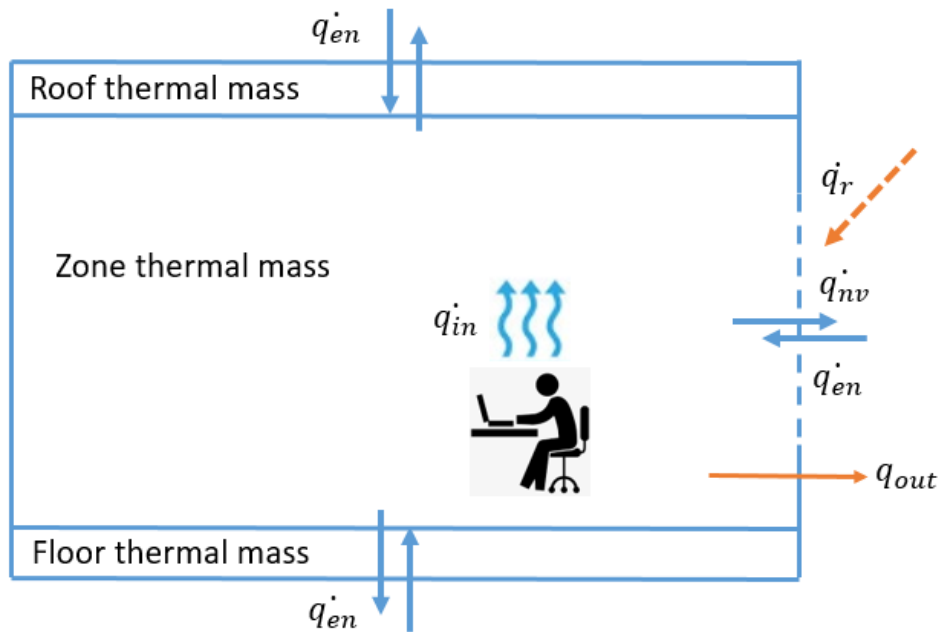 q̇en
Roof thermal mass
q̇r
Zone thermal mass
q̇nv
q̇in
q̇en
qout
Floor thermal mass
q̇en